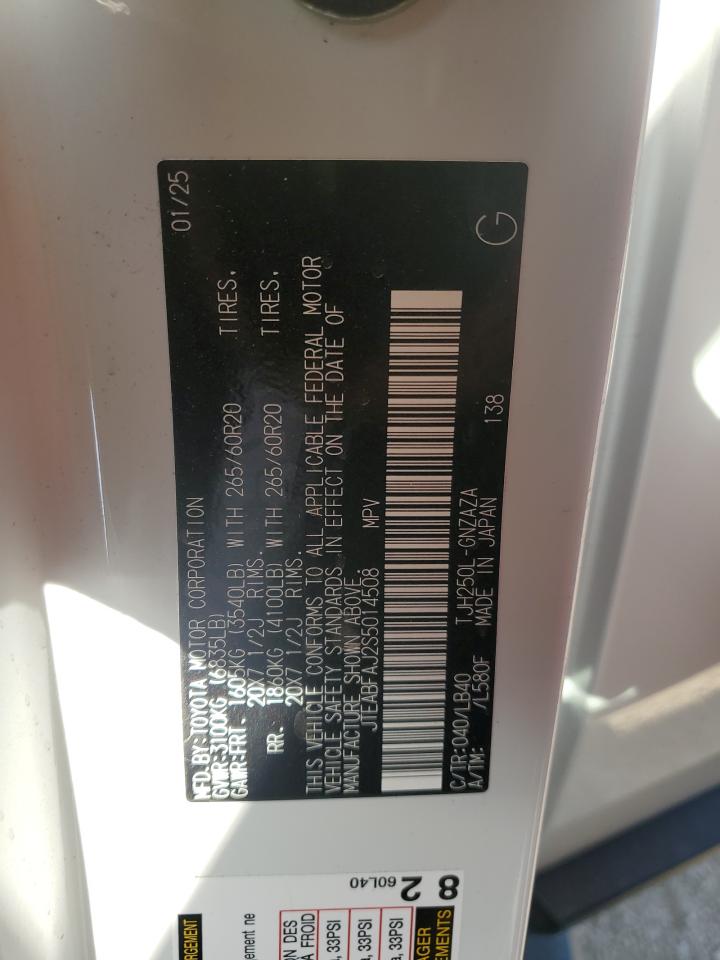 MFD.BY:TOYOTA MOTOR CORPORATION 01/25
GVWR-3100KG (6835LB)
GAWR:FRT- 1605KG (3540LB) WITH 265/60R20 TIRES,
20X7 1/2J RIMS.
RR. 1860KG (4100LB) WITH 265/60R20 TIRES,
20X7 1/2J RIMS.
THIS VEHICLE CONFORMS TO ALL APPLICABLE FEDERAL MOTOR
VEHICLE SAFETY STANDARDS IN EFFECT ON THE DATE OF
MANUFACTURE SHOWN ABOVE.
JTEABFAJ2S5014508 MPV
C/TR:040/LB40 TJH250L-GNZAZA 138 G
A/TM: /L580F MADE IN JAPAN
60L40
8
2
ON DES
A FROID
33PSI
33PSI
33PSI